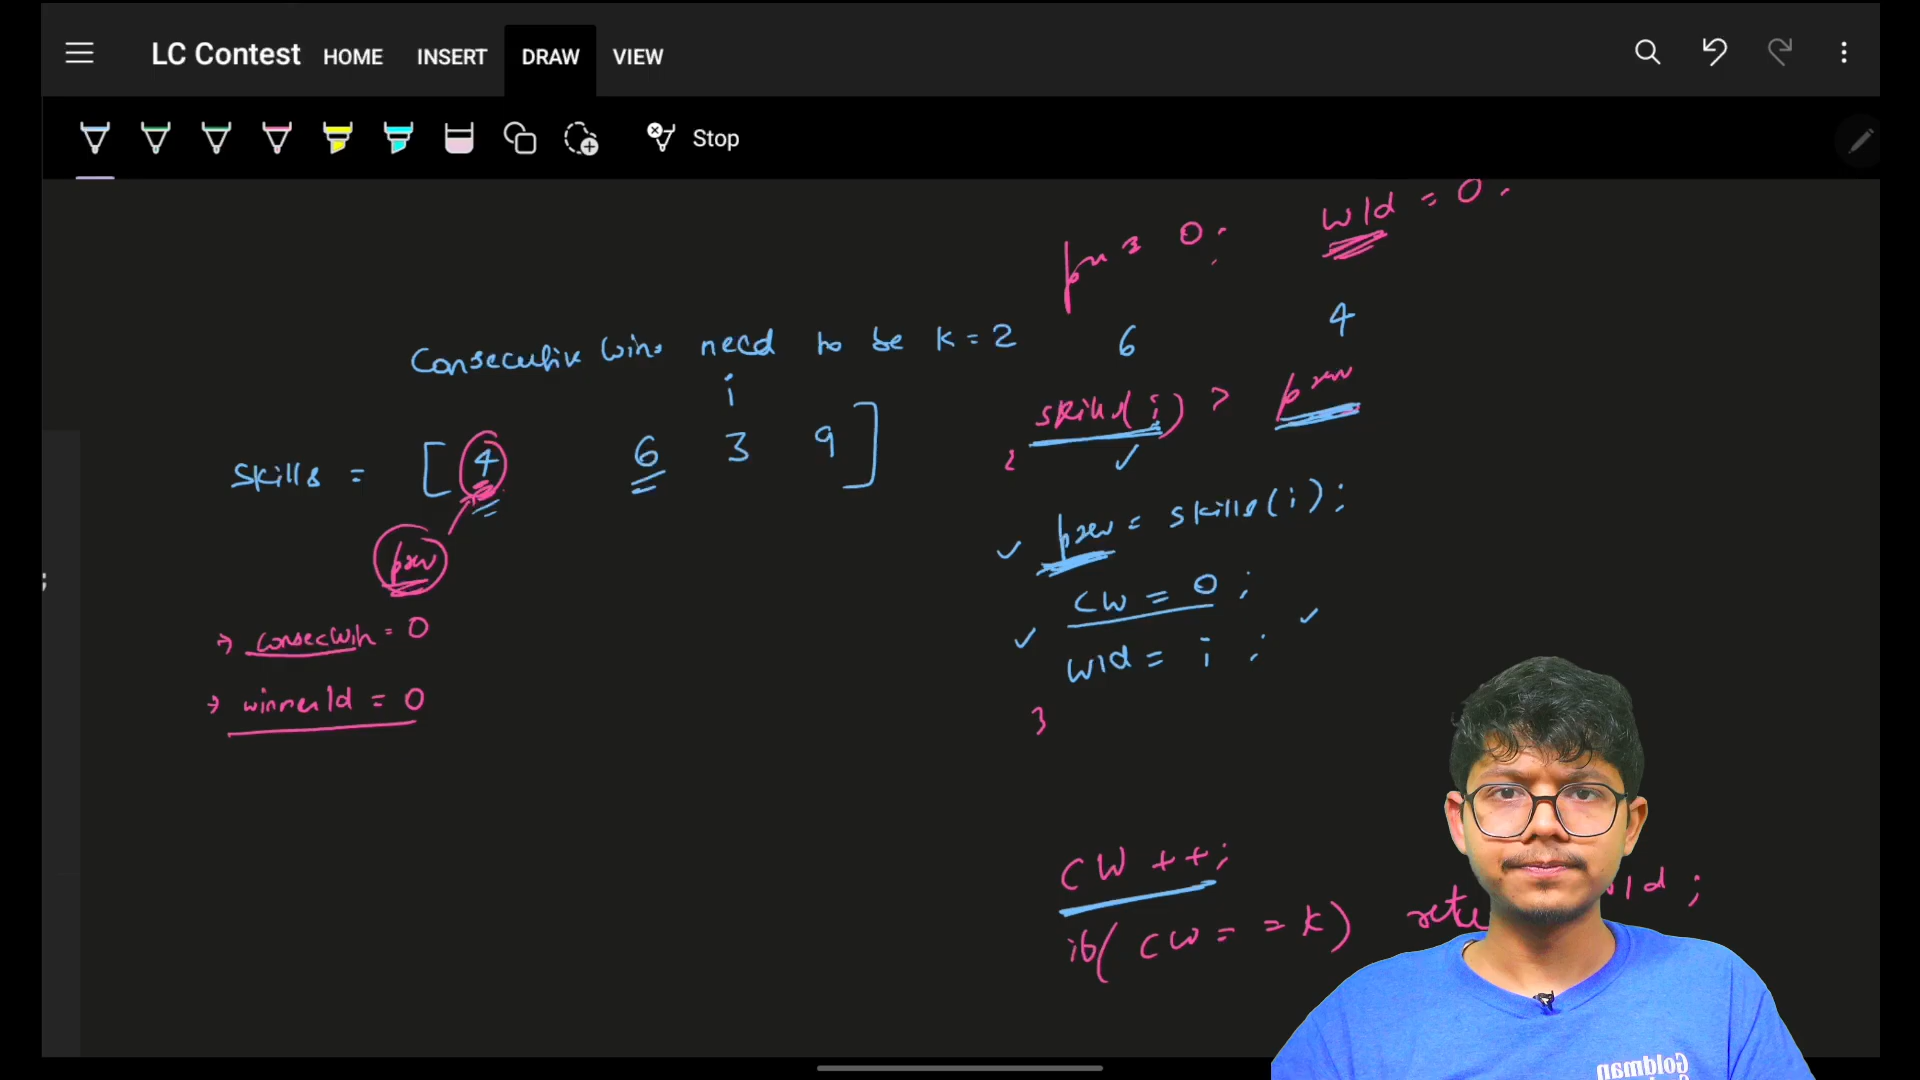 LC Contest HOME INSERT DRAW VIEW
Stop
wId = 0;
prev = 0;
Consecutive Wins need to be k = 2
6 4
i
skills(i) > prev
{
Skills = [4 6 3 9]
prev = skills(i);
prev
CW = 0;
→ consecWin = 0
wId = i;
→ winnerId = 0
}
CW ++;
if( CW == k)
Goldman